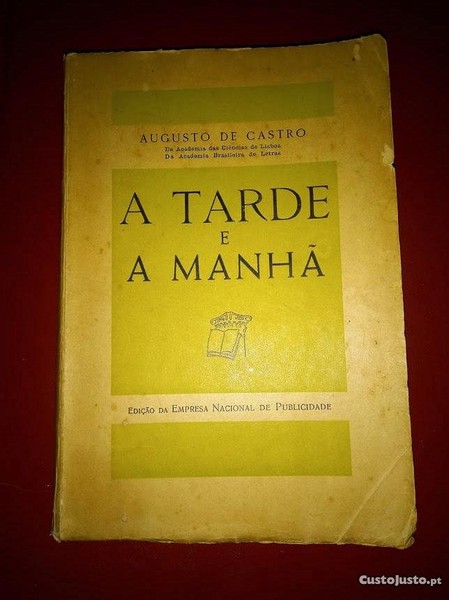 AUGUSTO DE CASTRO
Da Academia das Ciências de Lisboa
Da Academia Brasileira de Letras
A TARDE
E
A MANHÃ
EDIÇÃO DA EMPRESA NACIONAL DE PUBLICIDADE
CustoJusto.pt